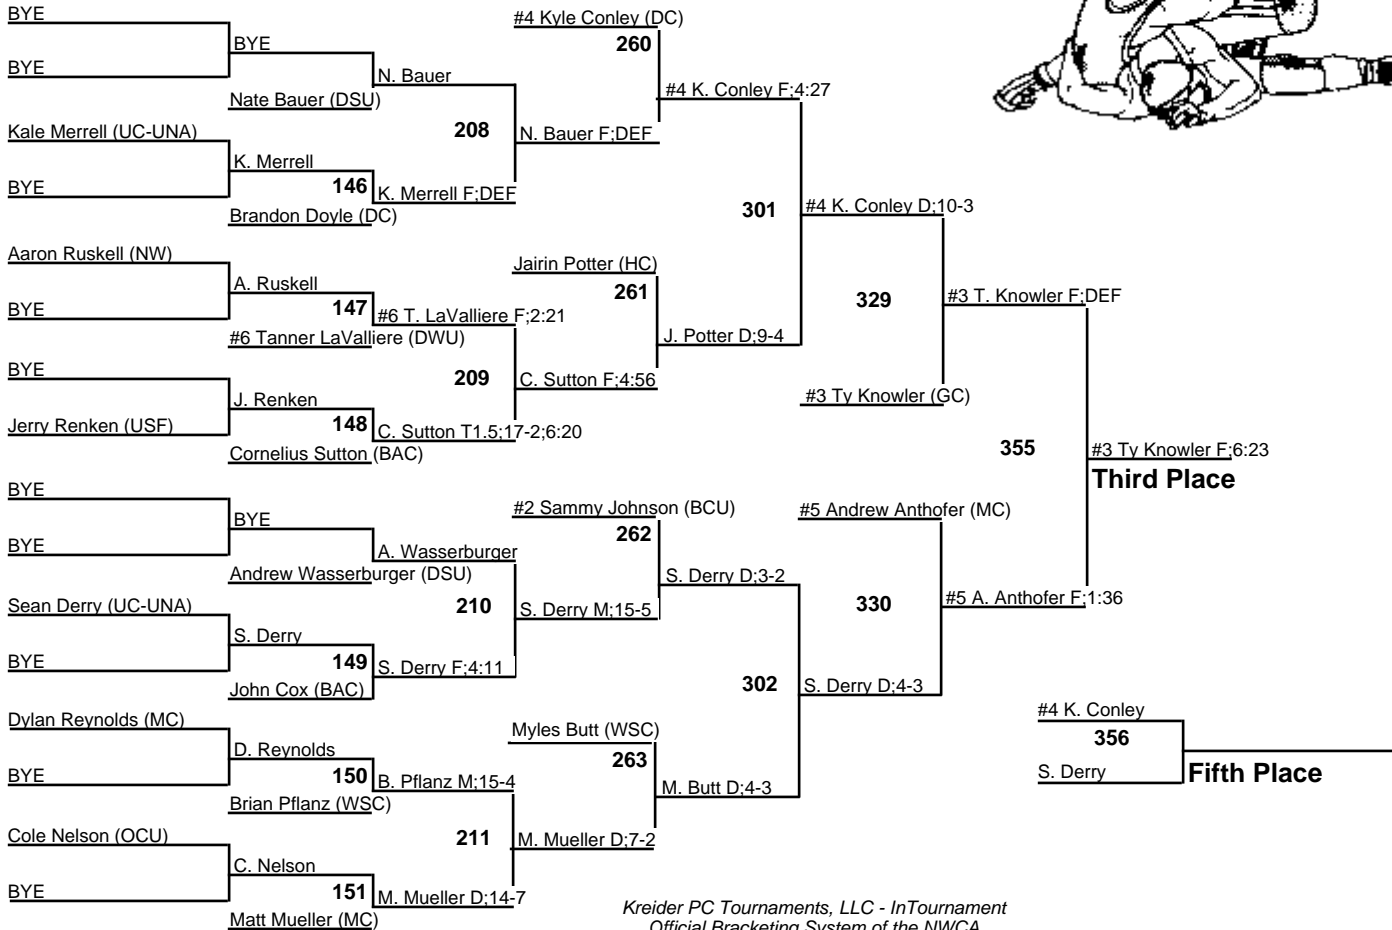 BYE
BYE
BYE
N. Bauer
Nate Bauer (DSU)
208
N. Bauer F;DEF
Kale Merrell (UC-UNA)
K. Merrell
BYE
146
K. Merrell F;DEF
Brandon Doyle (DC)
#4 Kyle Conley (DC)
260
#4 K. Conley F;4:27
301
#4 K. Conley D;10-3
Aaron Ruskell (NW)
A. Ruskell
BYE
147
#6 T. LaValliere F;2:21
#6 Tanner LaValliere (DWU)
209
C. Sutton F;4:56
BYE
J. Renken
Jerry Renken (USF)
148
C. Sutton T1.5;17-2;6:20
Cornelius Sutton (BAC)
Jairin Potter (HC)
261
J. Potter D;9-4
329
#3 T. Knowler F;DEF
#3 Ty Knowler (GC)
355
#3 Ty Knowler F;6:23
Third Place
BYE
BYE
BYE
A. Wasserburger
Andrew Wasserburger (DSU)
210
S. Derry M;15-5
Sean Derry (UC-UNA)
S. Derry
BYE
149
S. Derry F;4:11
John Cox (BAC)
#2 Sammy Johnson (BCU)
262
S. Derry D;3-2
302
S. Derry D;4-3
#5 Andrew Anthofer (MC)
330
#5 A. Anthofer F;1:36
Dylan Reynolds (MC)
D. Reynolds
BYE
150
B. Pflanz M;15-4
Brian Pflanz (WSC)
211
M. Mueller D;7-2
Cole Nelson (OCU)
C. Nelson
BYE
151
M. Mueller D;14-7
Matt Mueller (MC)
Myles Butt (WSC)
263
M. Butt D;4-3
#4 K. Conley
356
S. Derry
Fifth Place
Kreider PC Tournaments, LLC - InTournament
Official Bracketing System of the NWCA